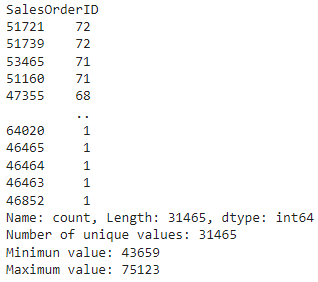 SalesOrderID
51721    72
51739    72
53465    71
51160    71
47355    68
         ..
64020     1
46465     1
46464     1
46463     1
46852     1
Name: count, Length: 31465, dtype: int64
Number of unique values: 31465
Minimun value: 43659
Maximum value: 75123